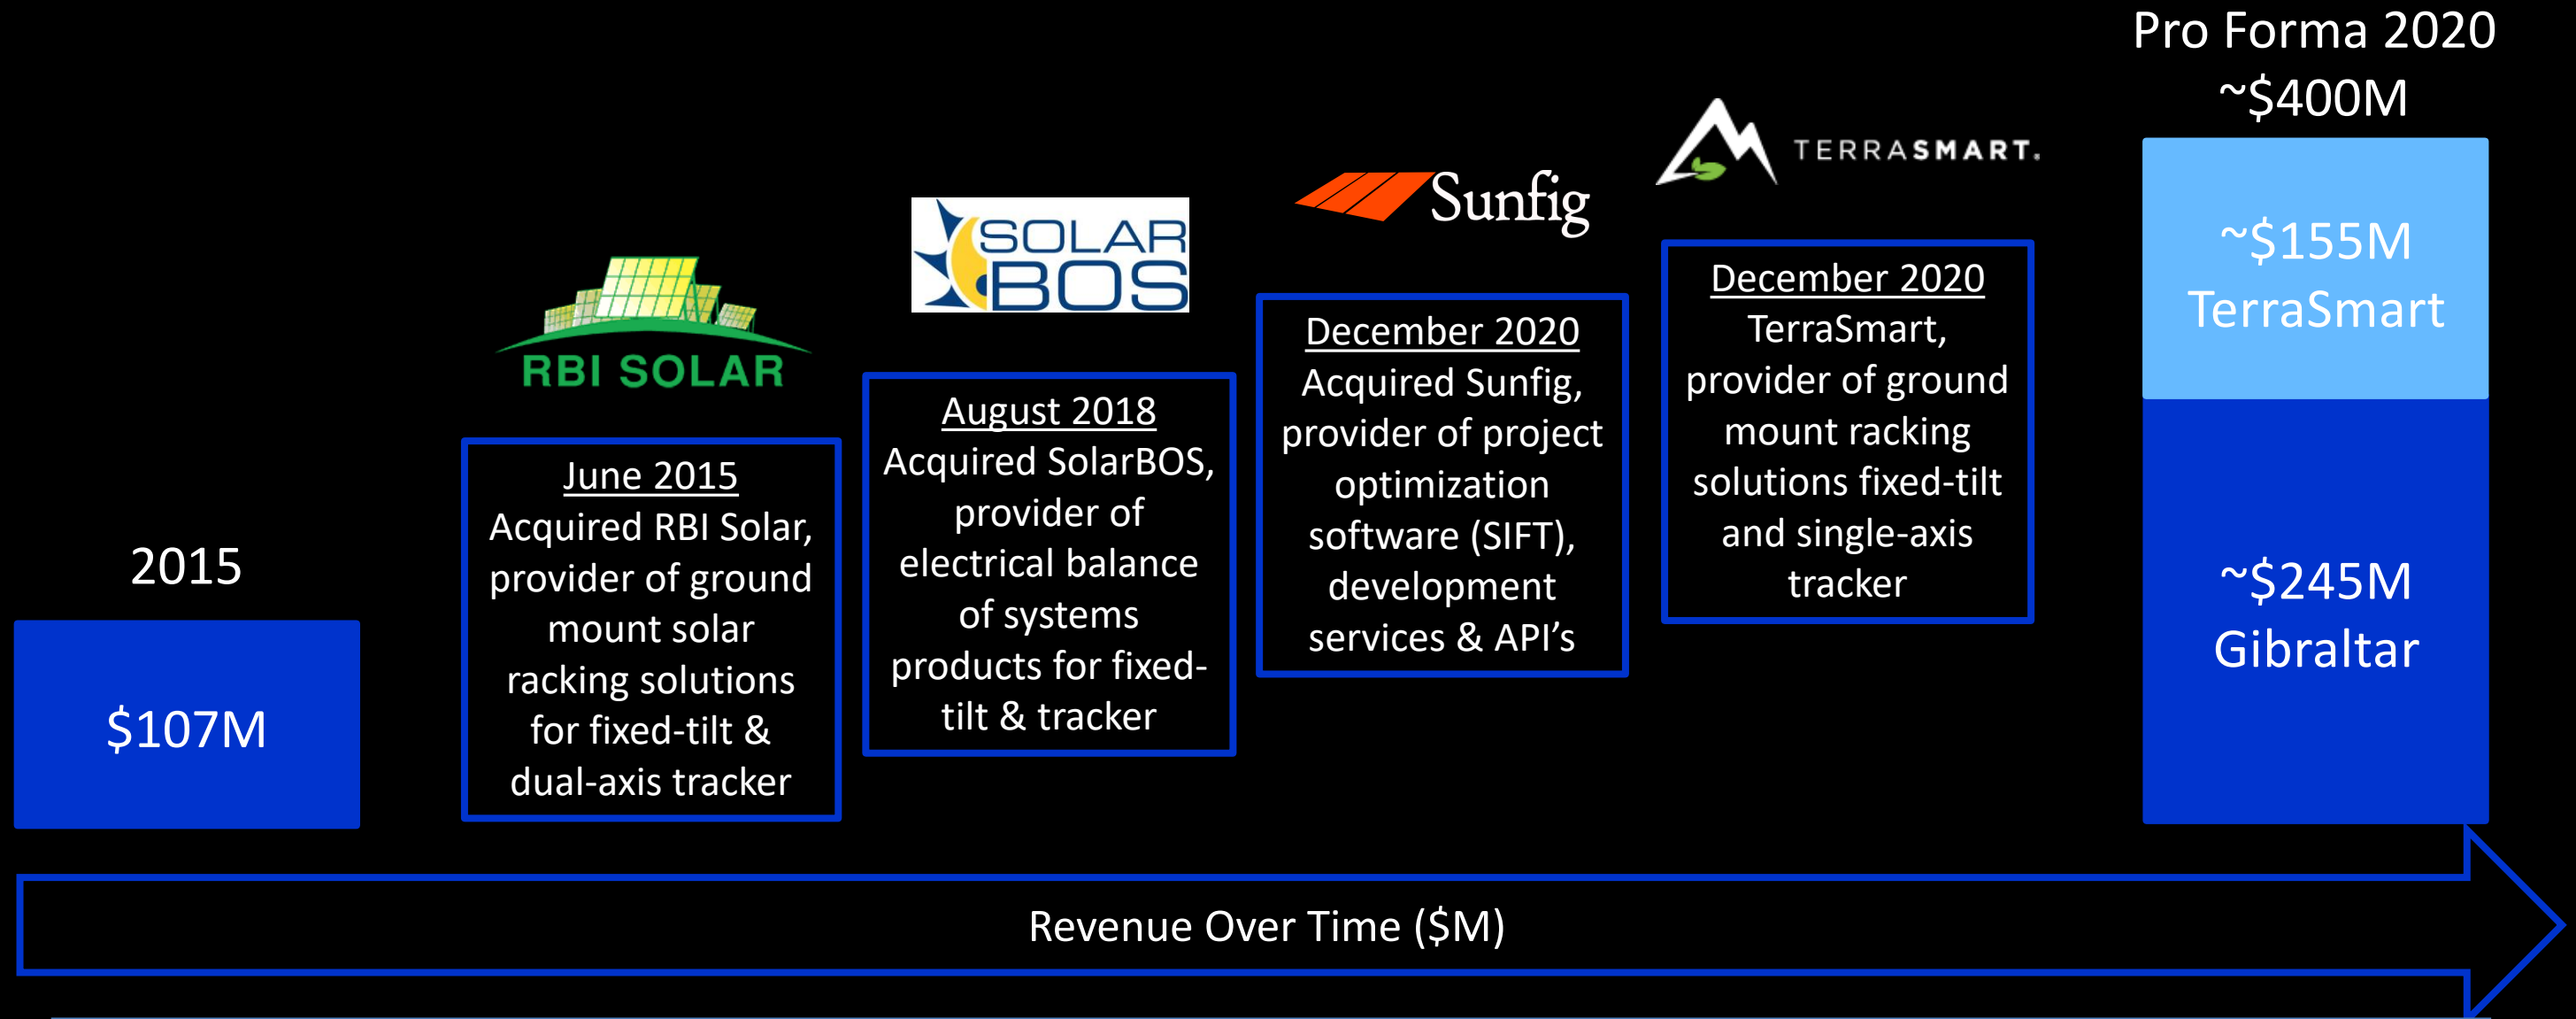 2015
$107M
RBI SOLAR
June 2015
Acquired RBI Solar,
provider of ground
mount solar
racking solutions
for fixed-tilt &
dual-axis tracker
SOLAR
BOS
August 2018
Acquired SolarBOS,
provider of
electrical balance
of systems
products for fixed-
tilt & tracker
Sunfig
December 2020
Acquired Sunfig,
provider of project
optimization
software (SIFT),
development
services & API’s
TERRASMART.
December 2020
TerraSmart,
provider of ground
mount racking
solutions fixed-tilt
and single-axis
tracker
Pro Forma 2020
~$400M
~$155M
TerraSmart
~$245M
Gibraltar
Revenue Over Time ($M)